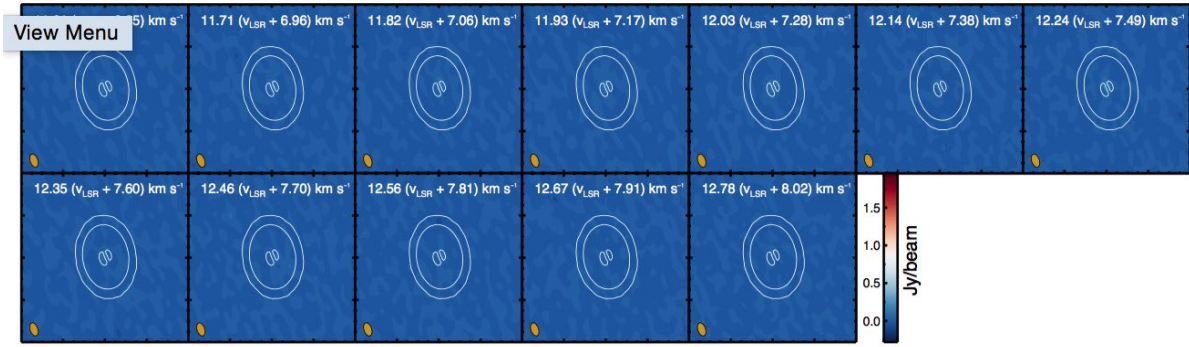 View Menu
11.71 (vLSR + 6.96) km s⁻¹
11.82 (vLSR + 7.06) km s⁻¹
11.93 (vLSR + 7.17) km s⁻¹
12.03 (vLSR + 7.28) km s⁻¹
12.14 (vLSR + 7.38) km s⁻¹
12.24 (vLSR + 7.49) km s⁻¹
12.35 (vLSR + 7.60) km s⁻¹
12.46 (vLSR + 7.70) km s⁻¹
12.56 (vLSR + 7.81) km s⁻¹
12.67 (vLSR + 7.91) km s⁻¹
12.78 (vLSR + 8.02) km s⁻¹
1.5
1.0
0.5
0.0
Jy/beam